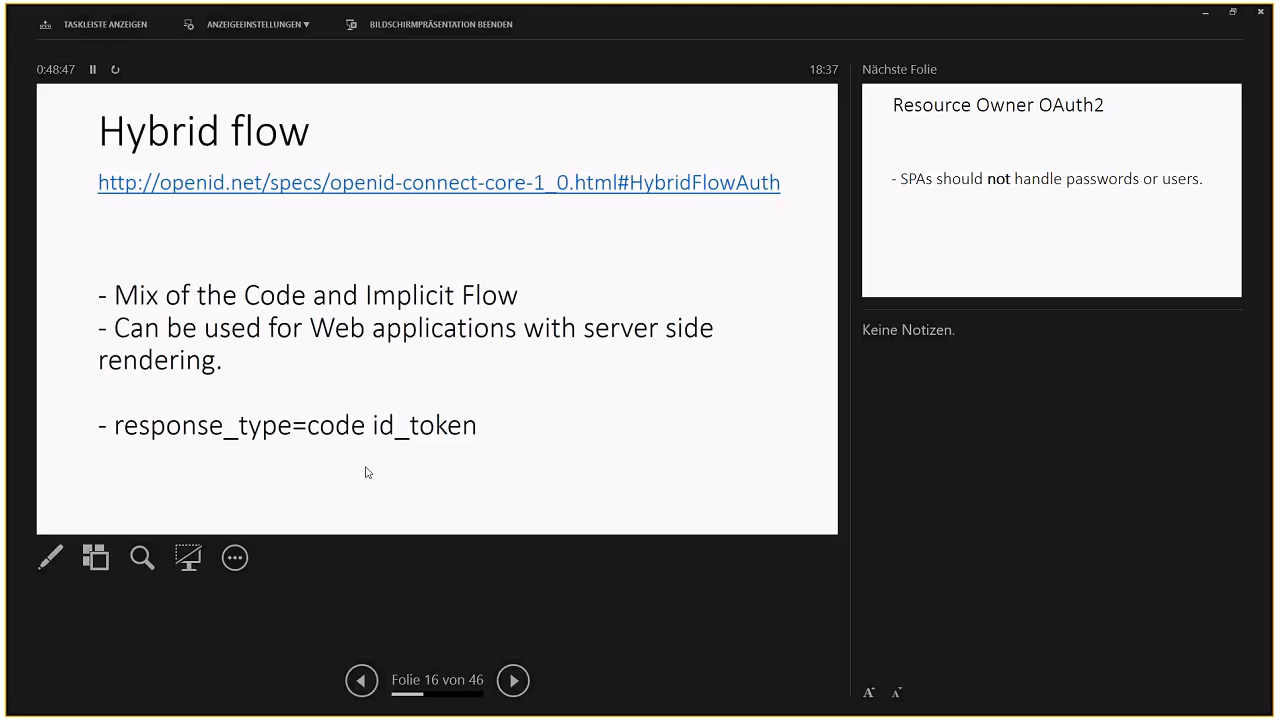 TASKLEISTE ANZEIGEN
ANZEIGEEINSTELLUNGEN ▾
BILDSCHIRMPRÄSENTATION BEENDEN
0:48:47
18:37
Hybrid flow
http://openid.net/specs/openid-connect-core-1_0.html#HybridFlowAuth
- Mix of the Code and Implicit Flow
- Can be used for Web applications with server side
rendering.
- response_type=code id_token
Folie 16 von 46
Nächste Folie
Resource Owner OAuth2
- SPAs should not handle passwords or users.
Keine Notizen.
A A